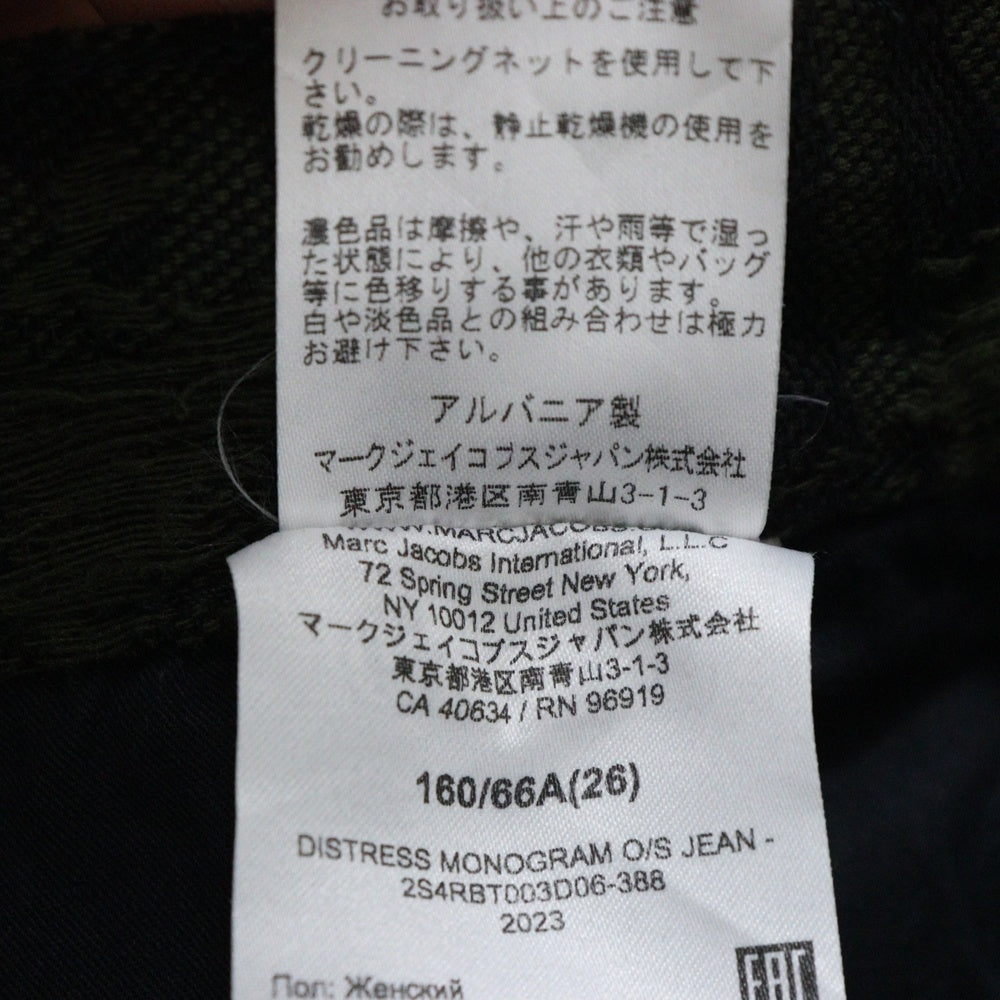 お取り扱い上のご注意
クリーニングネットを使用して下
さい。
乾燥の際は、静止乾燥機の使用を
お勧めします。
濃色品は摩擦や、汗や雨等で湿っ
た状態により、他の衣類やバッグ
等に色移りする事があります。
白や淡色品との組み合わせは極力
お避け下さい。
アルバニア製
マークジェイコブスジャパン株式会社
東京都港区南青山3-1-3
Marc Jacobs International, L.L.C
72 Spring Street New York,
NY 10012 United States
マークジェイコブスジャパン株式会社
東京都港区南青山3-1-3
CA 40634 / RN 96919
160/66A(26)
DISTRESS MONOGRAM O/S JEAN -
2S4RBT003D06-388
2023
Пол: Женский
EAC